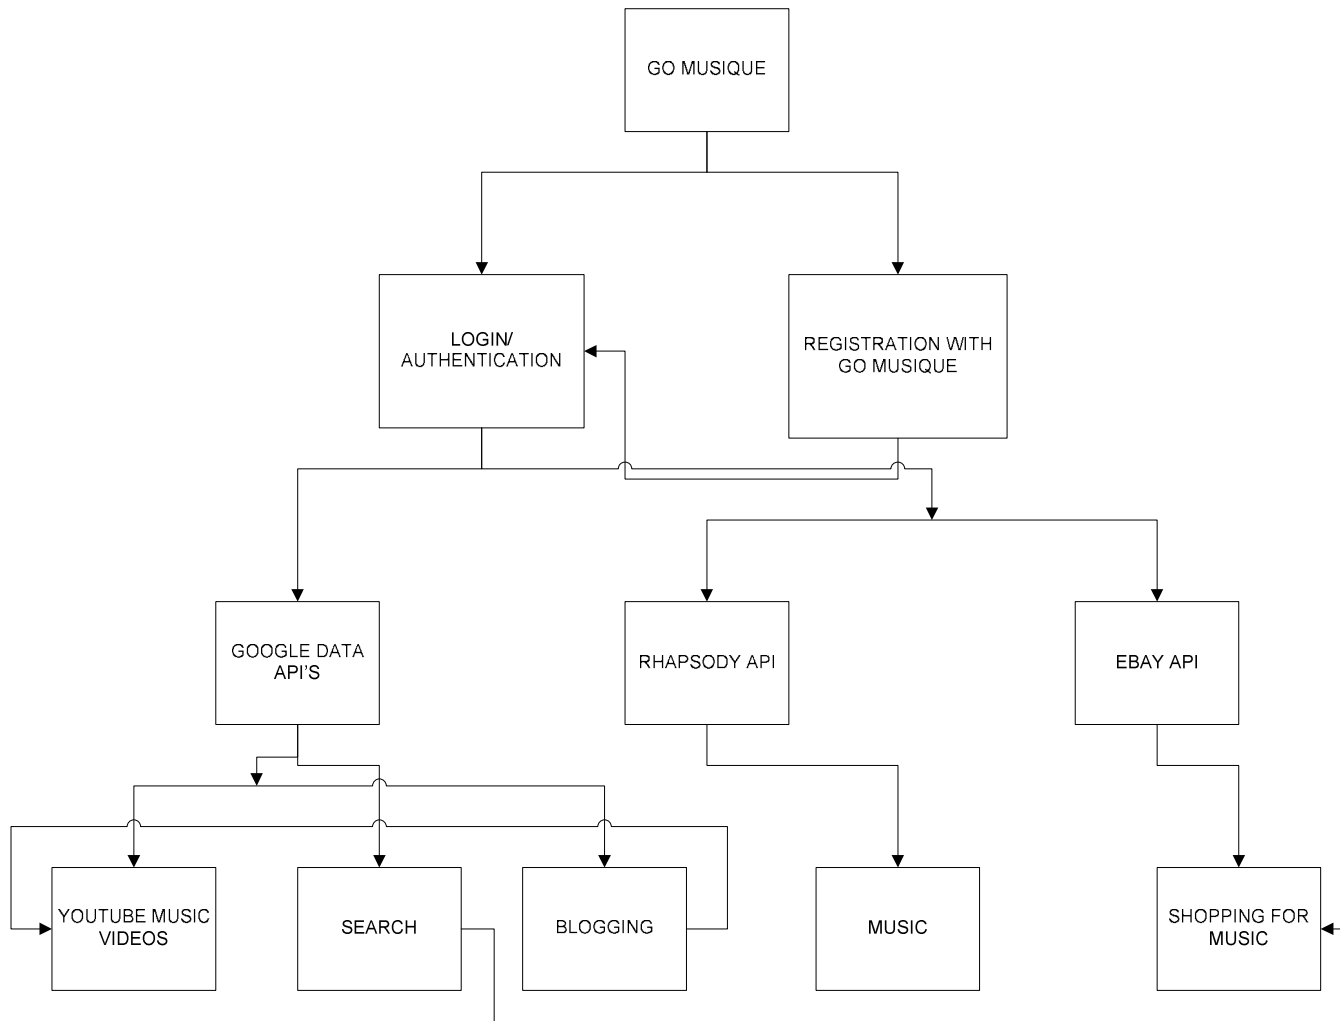 GO MUSIQUE
LOGIN/
AUTHENTICATION
REGISTRATION WITH
GO MUSIQUE
GOOGLE DATA
API'S
RHAPSODY API
EBAY API
YOUTUBE MUSIC
VIDEOS
SEARCH
BLOGGING
MUSIC
SHOPPING FOR
MUSIC